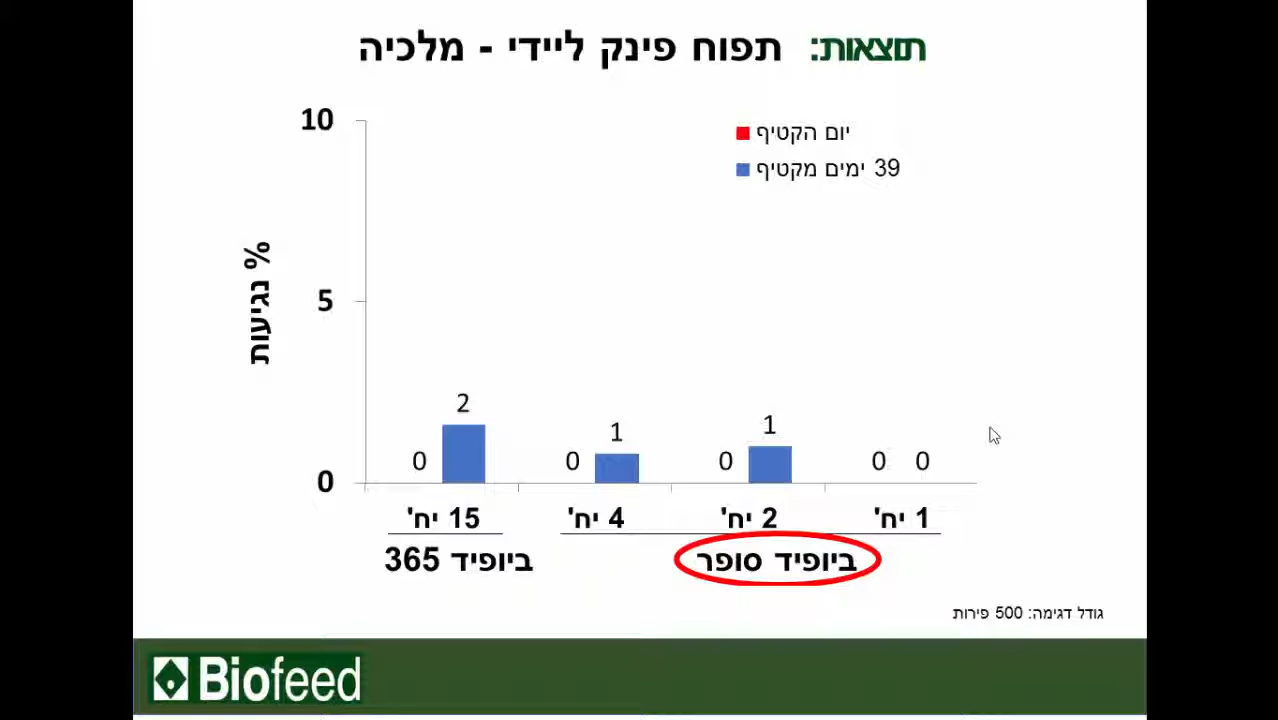 תוצאות: תפוח פינק ליידי - מלכיה
יום הקטיף
39 ימים מקטיף
10
5
0
% נגיעות
2
0
1
0
1
0
0
0
15 יח'
4 יח'
2 יח'
1 יח'
ביופיד 365
ביופיד סופר
גודל דגימה: 500 פירות
Biofeed